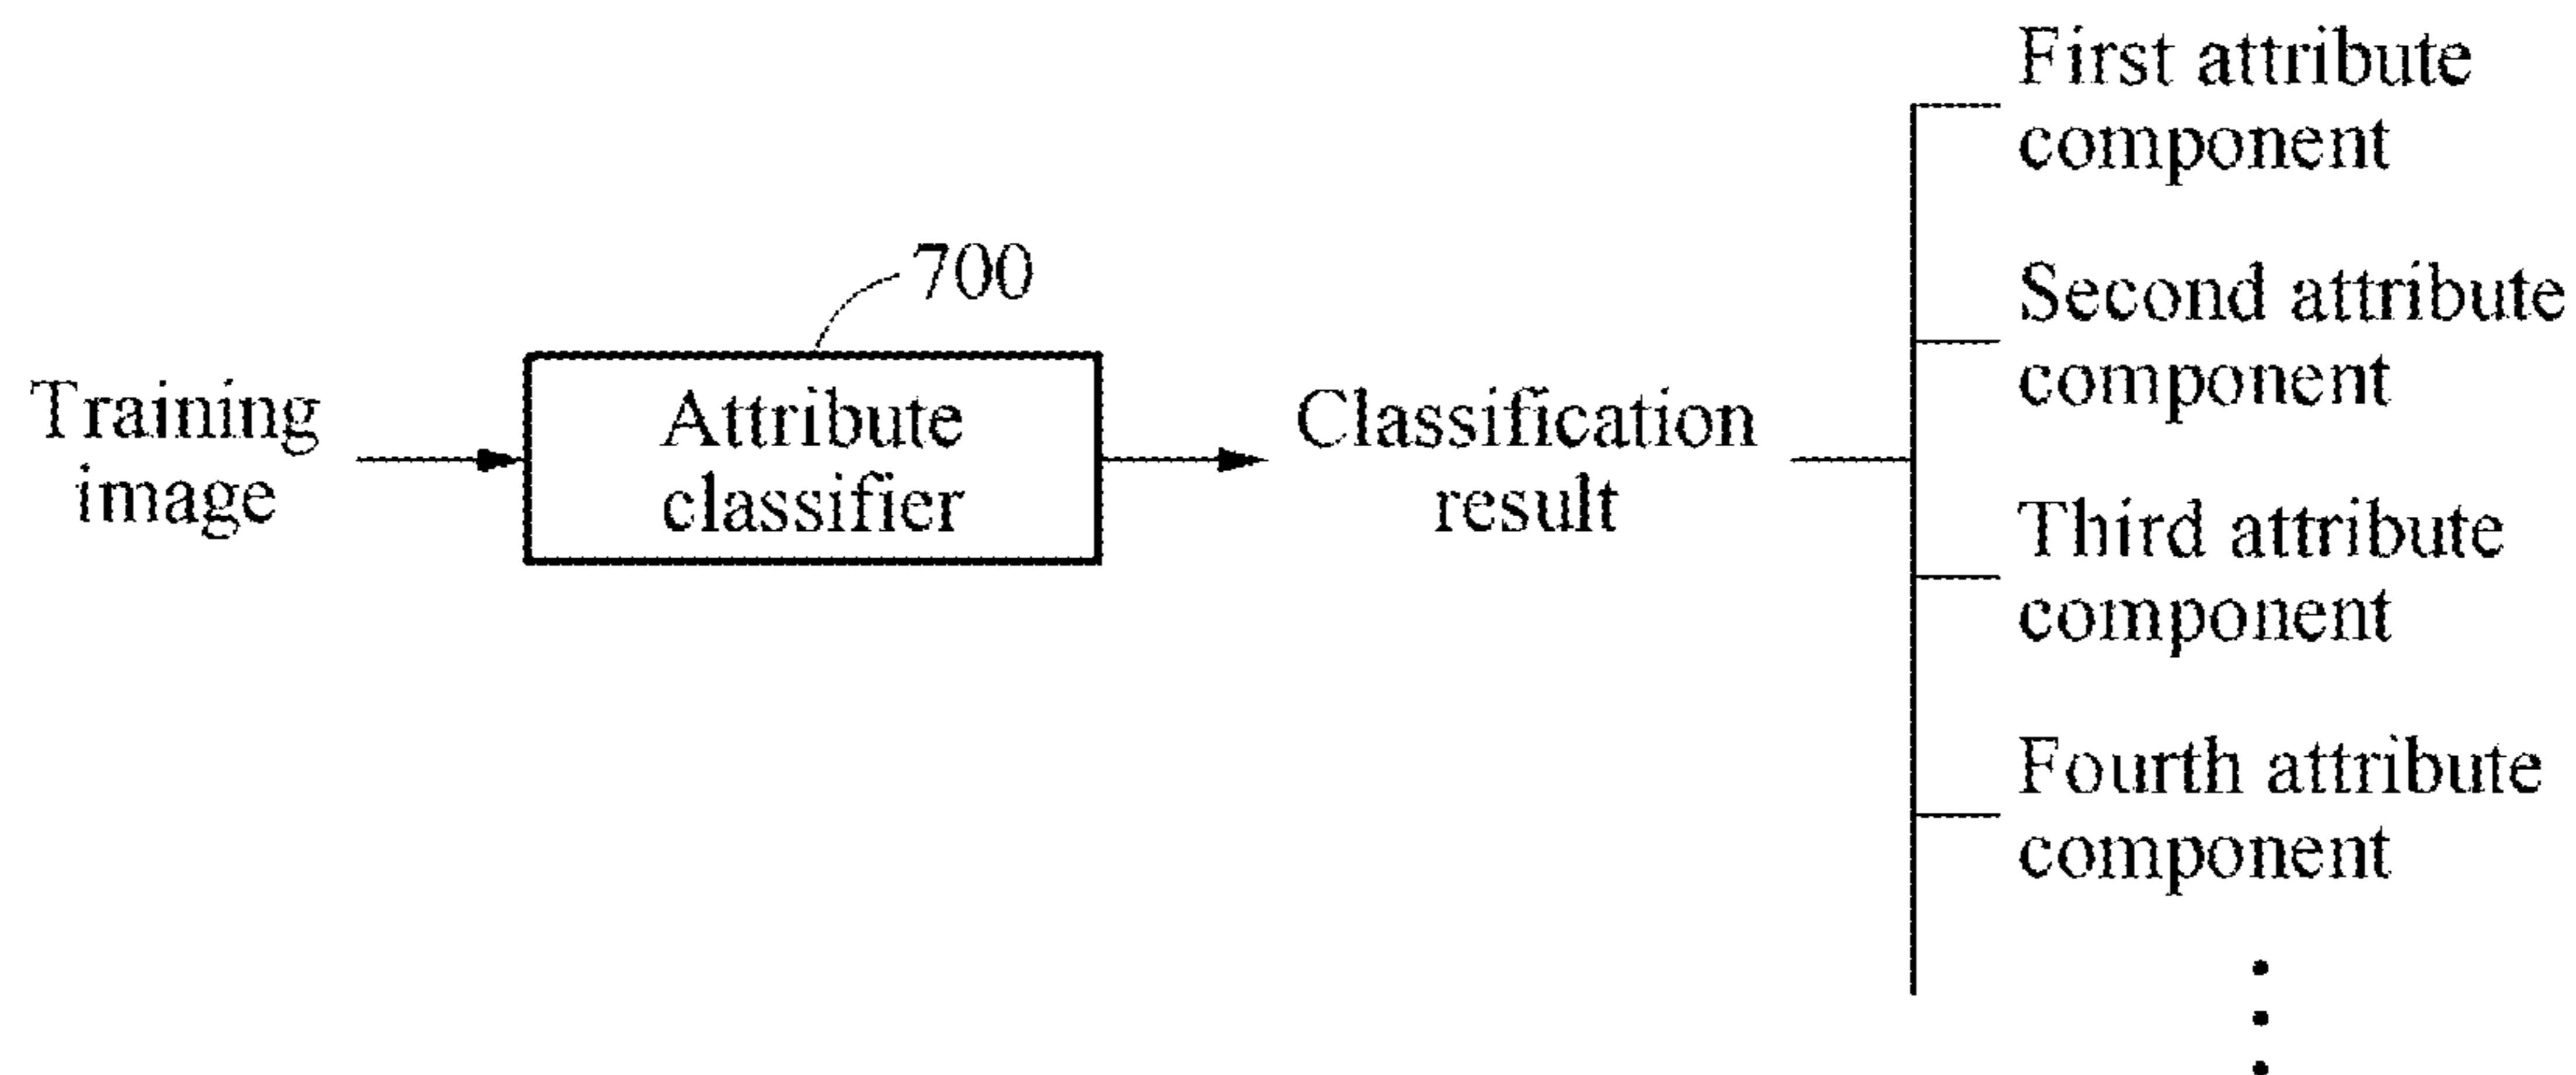 Training
image
700
Attribute
classifier
Classification
result
First attribute
component
Second attribute
component
Third attribute
component
Fourth attribute
component